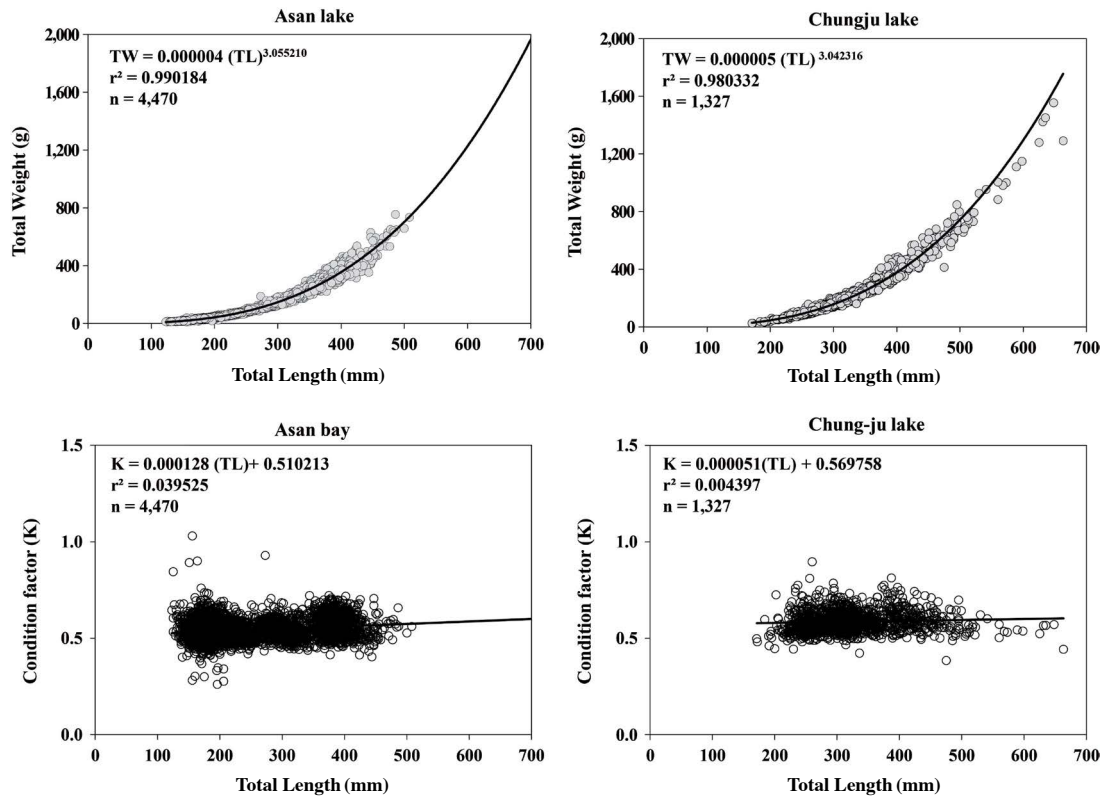 Asan lake
2,000
1,600
1,200
800
400
0
TW = 0.000004 (TL)^3.055210
r² = 0.990184
n = 4,470
Total Weight (g)
0 100 200 300 400 500 600 700
Total Length (mm)
Chungju lake
2,000
1,600
1,200
800
400
0
TW = 0.000005 (TL) ^3.042316
r² = 0.980332
n = 1,327
Total Weight (g)
0 100 200 300 400 500 600 700
Total Length (mm)
Asan bay
1.5
1.0
0.5
0.0
K = 0.000128 (TL)+ 0.510213
r² = 0.039525
n = 4,470
Condition factor (K)
0 100 200 300 400 500 600 700
Total Length (mm)
Chung-ju lake
1.5
1.0
0.5
0.0
K = 0.000051(TL) + 0.569758
r² = 0.004397
n = 1,327
Condition factor (K)
0 100 200 300 400 500 600 700
Total Length (mm)